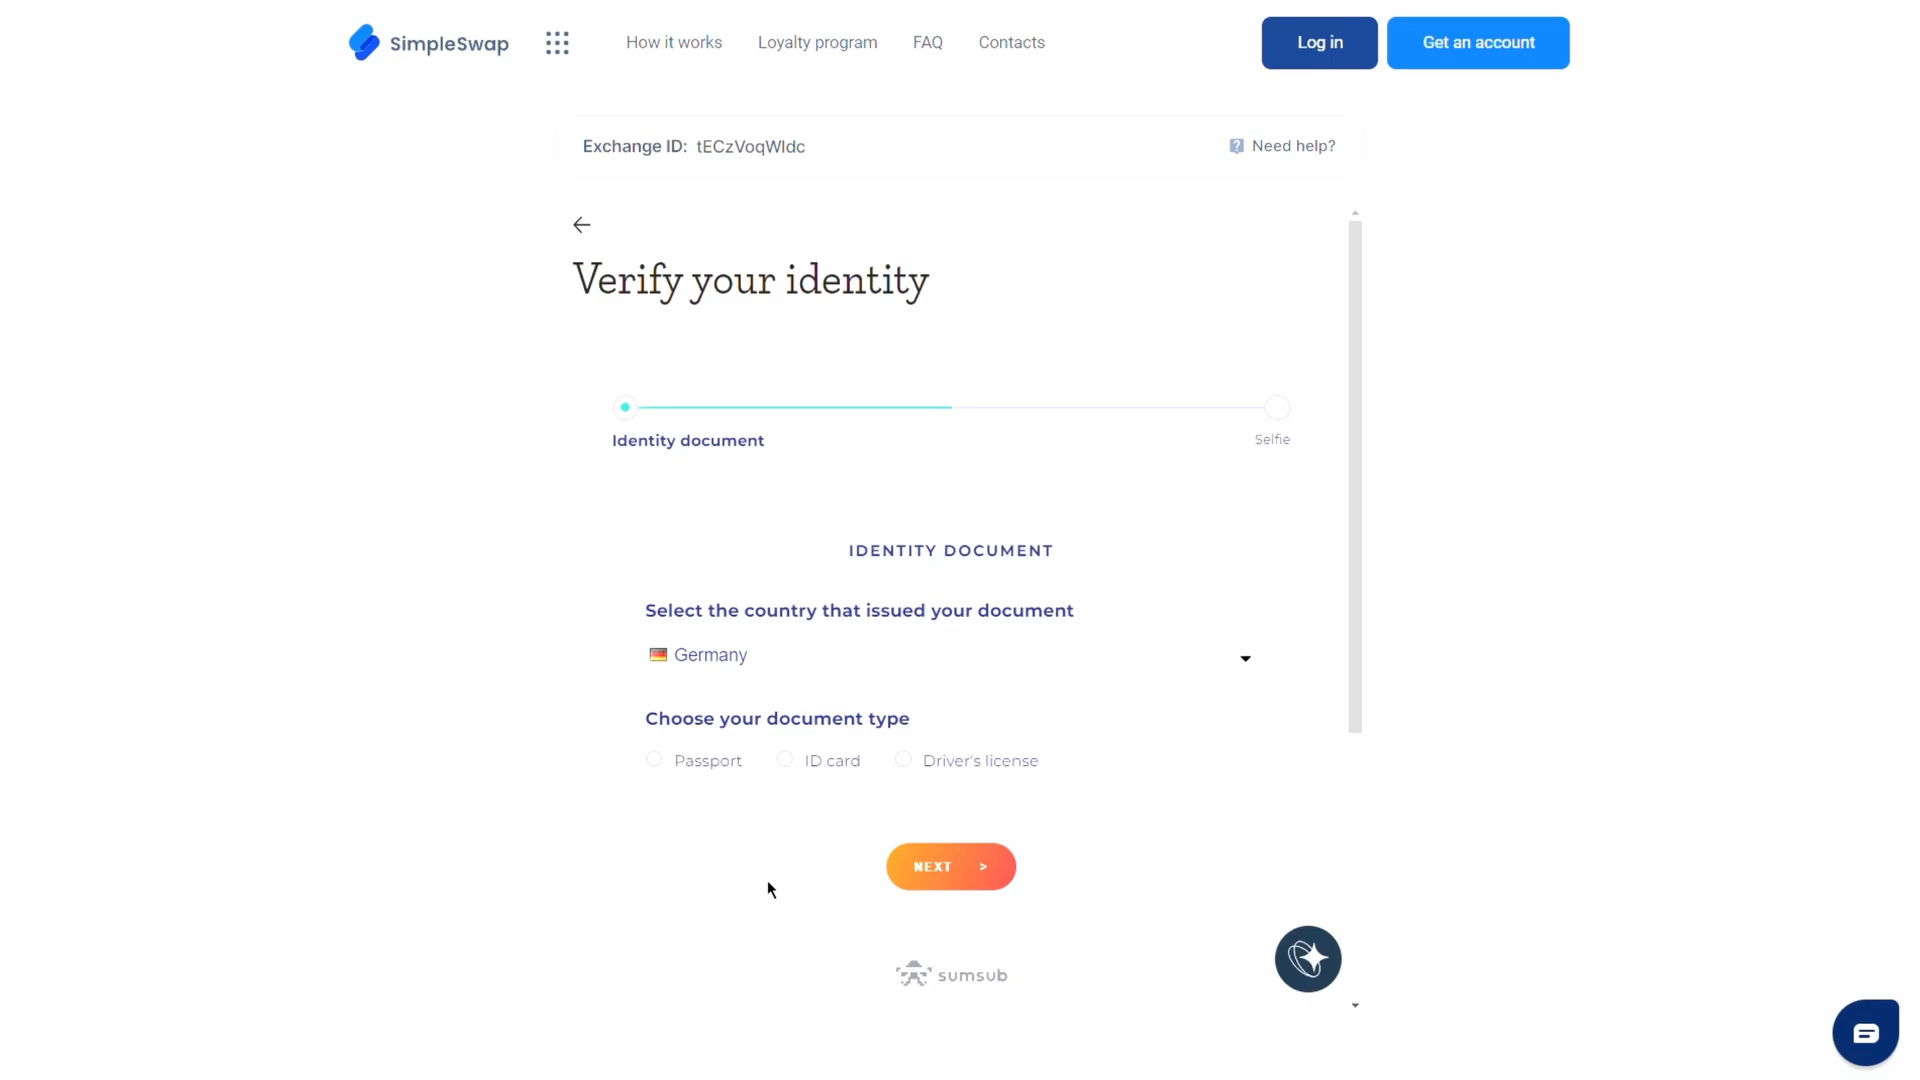 SimpleSwap
How it works
Loyalty program
FAQ
Contacts
Log in
Get an account
Exchange ID: tECzVoqWldc
Need help?
Verify your identity
Identity document
Selfie
IDENTITY DOCUMENT
Select the country that issued your document
Germany
Choose your document type
Passport
ID card
Driver's license
NEXT >
sumsub